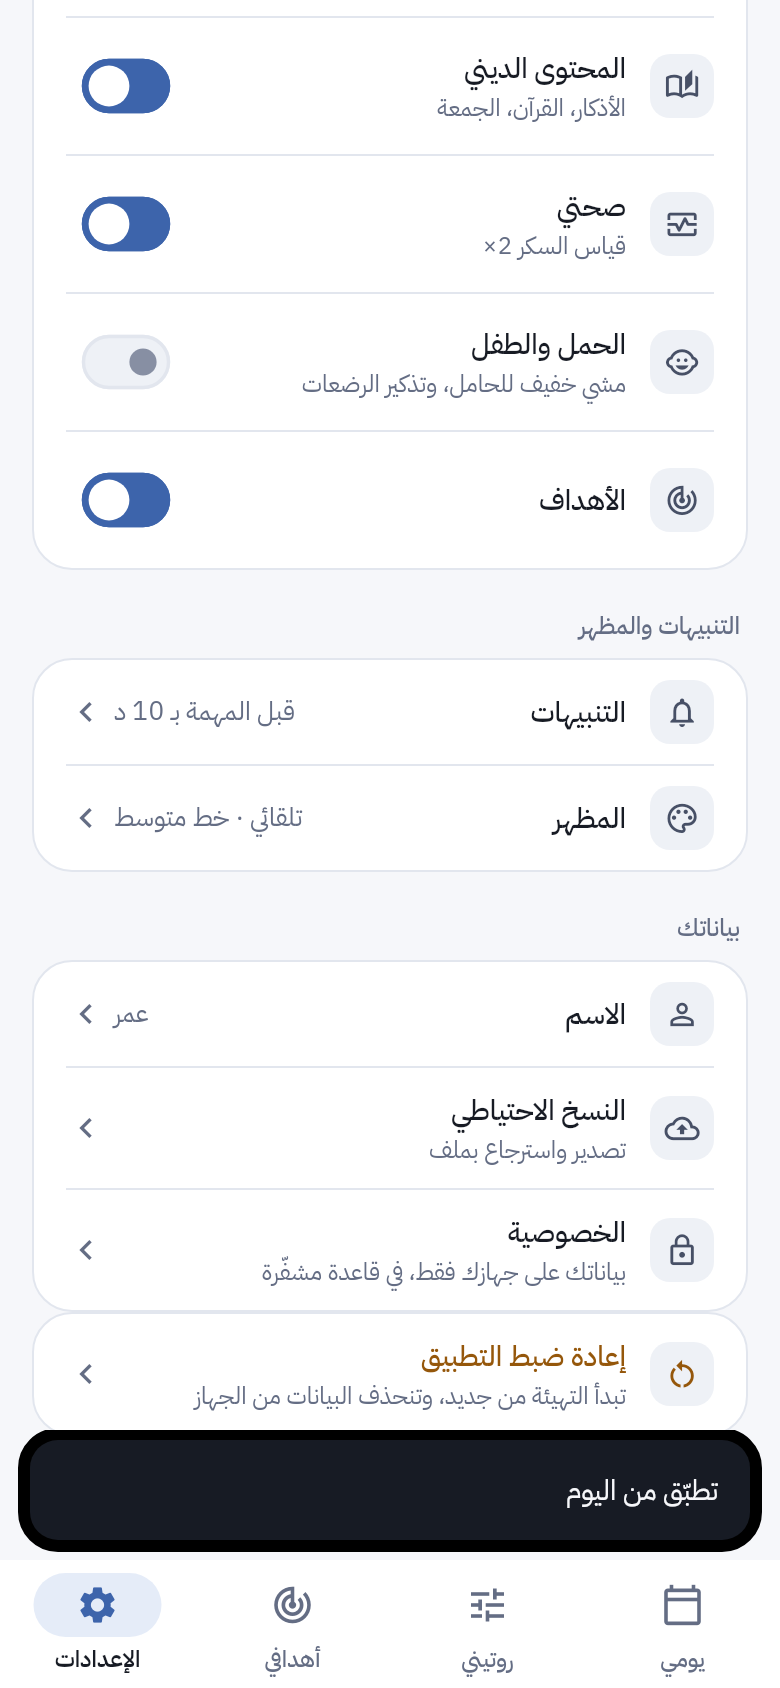 المحتوى الديني
الأذكار، القرآن، الجمعة
صحتي
قياس السكر 2×
الحمل والطفل
مشي خفيف للحامل، وتذكير الرضعات
الأهداف
التنبيهات والمظهر
التنبيهات
قبل المهمة بـ 10 د
المظهر
تلقائي · خط متوسط
بياناتك
الاسم
عمر
النسخ الاحتياطي
تصدير واسترجاع بملف
الخصوصية
بياناتك على جهازك فقط، في قاعدة مشفّرة
إعادة ضبط التطبيق
تبدأ التهيئة من جديد، وتنحذف البيانات من الجهاز
تطبّق من اليوم
يومي
روتيني
أهدافي
الإعدادات